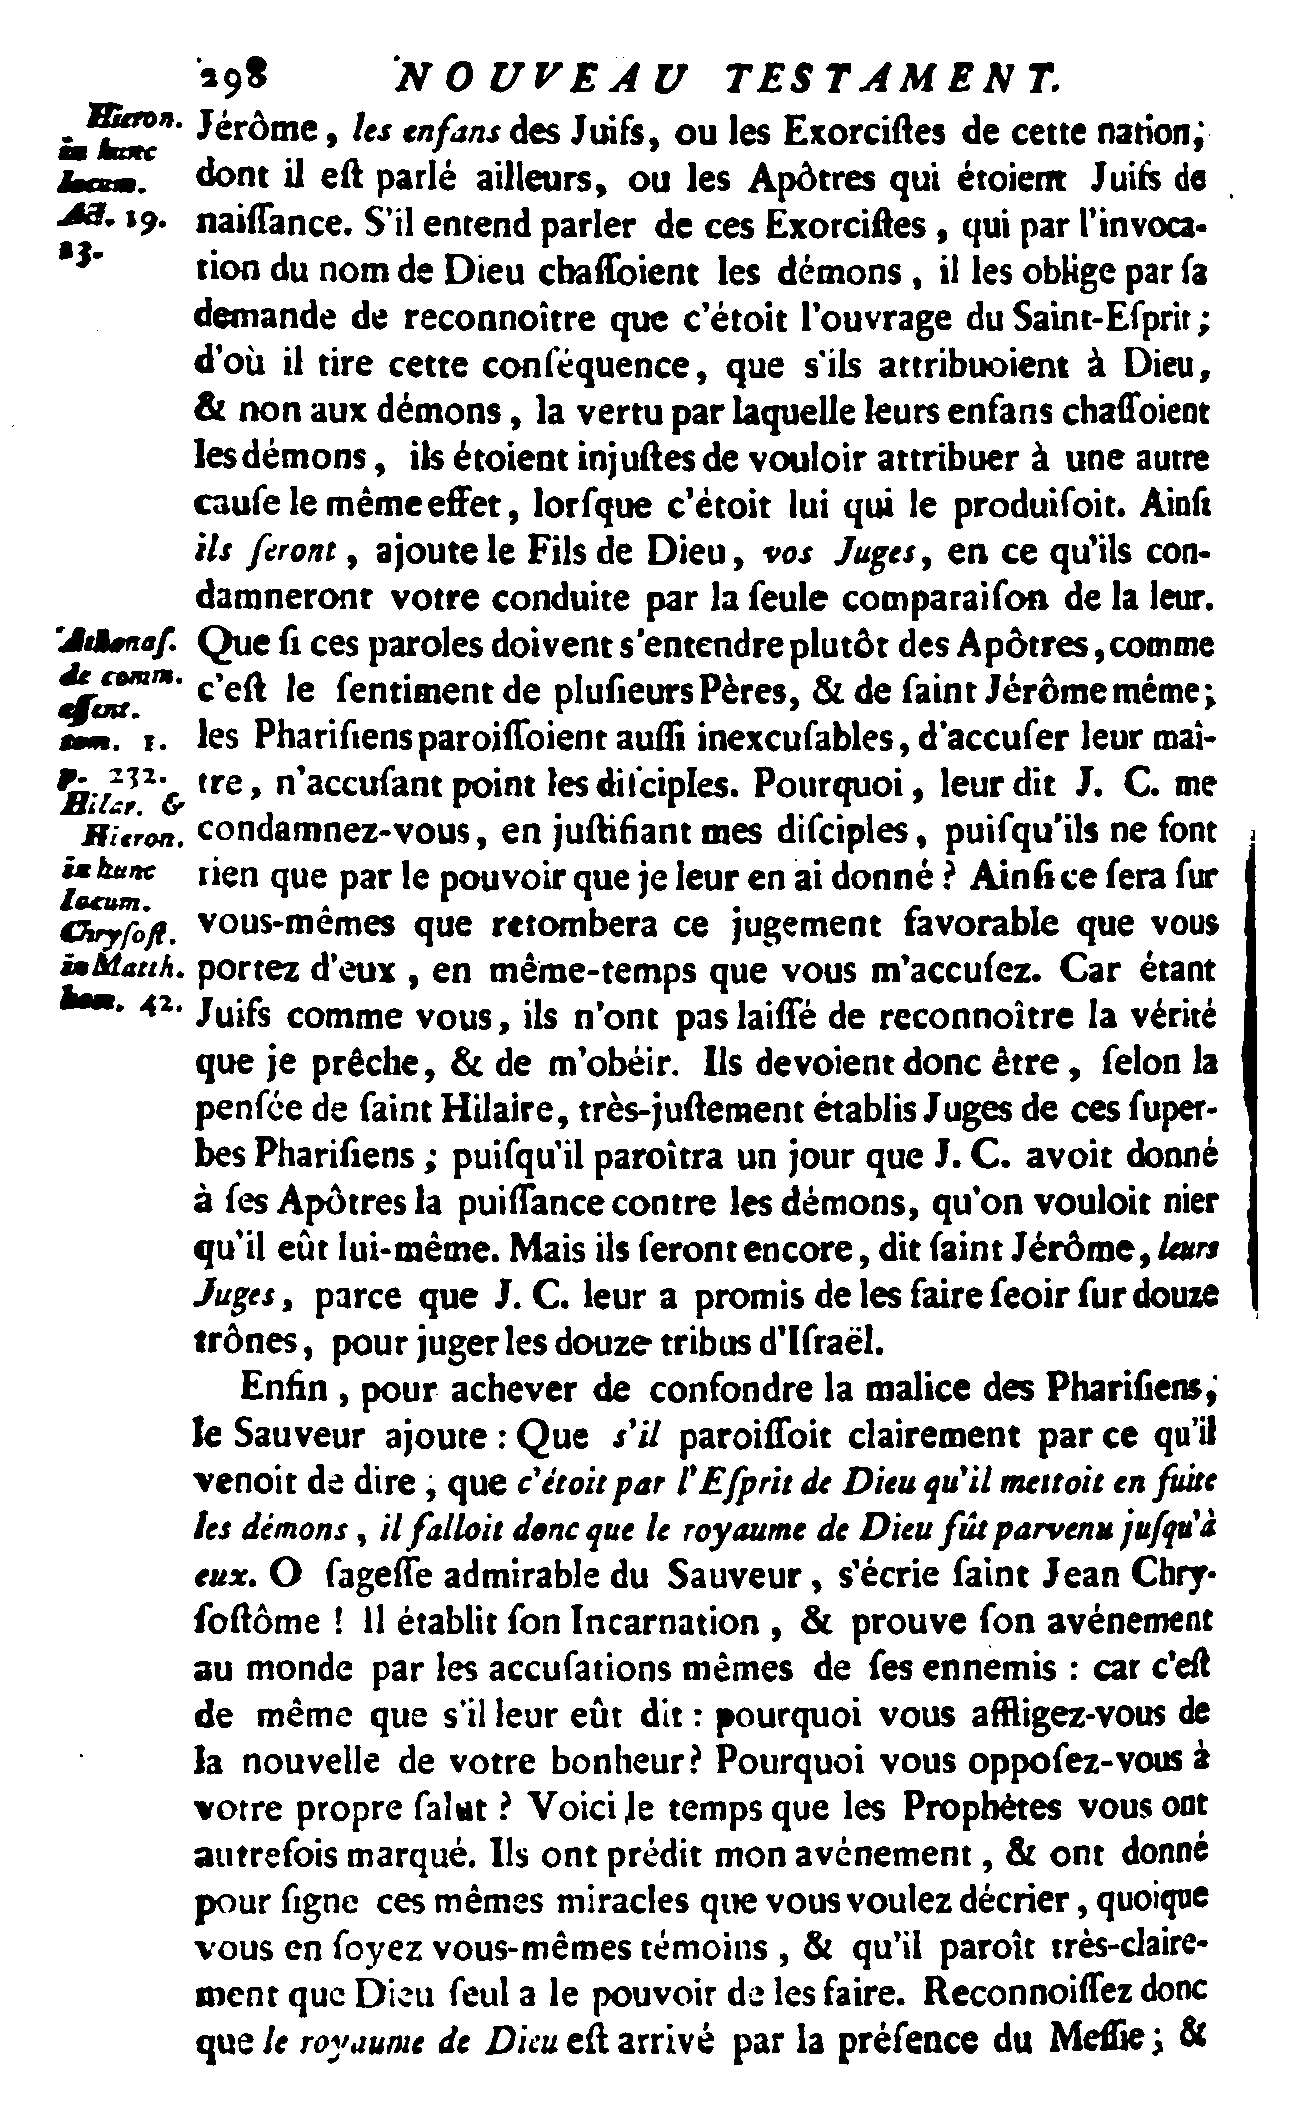 298 NOUVEAU TESTAMENT.
Hieron.
in hunc
locum.
Act. 19.
13.
Jérôme, les enfans des Juifs, ou les Exorciſtes de cette nation,
dont il eſt parlé ailleurs, ou les Apôtres qui étoient Juifs de
naiſſance. S'il entend parler de ces Exorciſtes, qui par l'invoca-
tion du nom de Dieu chaſſoient les démons, il les oblige par ſa
demande de reconnoître que c'étoit l'ouvrage du Saint-Eſprit;
d'où il tire cette conſéquence, que s'ils attribuoient à Dieu,
& non aux démons, la vertu par laquelle leurs enfans chaſſoient
les démons, ils étoient injuſtes de vouloir attribuer à une autre
cauſe le même effet, lorſque c'étoit lui qui le produiſoit. Ainſi
ils ſeront, ajoute le Fils de Dieu, vos Juges, en ce qu'ils con-
damneront votre conduite par la ſeule comparaiſon de la leur.
Athanaſ.
de comm.
eſſent.
tom. 1.
p. 232.
Hilar. &
Hieron.
in hunc
locum.
Chryſoſt.
in Matth.
hom. 42.
Que ſi ces paroles doivent s'entendre plutôt des Apôtres, comme
c'eſt le ſentiment de pluſieurs Pères, & de ſaint Jérôme même;
les Phariſiens paroiſſoient auſſi inexcuſables, d'accuſer leur maî-
tre, n'accuſant point les diſciples. Pourquoi, leur dit J. C. me
condamnez-vous, en juſtifiant mes diſciples, puiſqu'ils ne font
rien que par le pouvoir que je leur en ai donné? Ainſi ce ſera ſur
vous-mêmes que retombera ce jugement favorable que vous
portez d'eux, en même-temps que vous m'accuſez. Car étant
Juifs comme vous, ils n'ont pas laiſſé de reconnoître la vérité
que je prêche, & de m'obéir. Ils devoient donc être, ſelon la
penſée de ſaint Hilaire, très-juſtement établis Juges de ces ſuper-
bes Phariſiens; puiſqu'il paroîtra un jour que J. C. avoit donné
à ſes Apôtres la puiſſance contre les démons, qu'on vouloit nier
qu'il eût lui-même. Mais ils ſeront encore, dit ſaint Jérôme, leurs
Juges, parce que J. C. leur a promis de les faire ſeoir ſur douze
trônes, pour juger les douze tribus d'Iſraël.
Enfin, pour achever de confondre la malice des Phariſiens,
le Sauveur ajoute : Que s'il paroiſſoit clairement par ce qu'il
venoit de dire, que c'étoit par l'Eſprit de Dieu qu'il mettoit en fuite
les démons, il falloit donc que le royaume de Dieu fût parvenu juſqu'à
eux. O ſageſſe admirable du Sauveur, s'écrie ſaint Jean Chry-
ſoſtôme ! Il établit ſon Incarnation, & prouve ſon avénement
au monde par les accuſations mêmes de ſes ennemis : car c'eſt
de même que s'il leur eût dit : pourquoi vous affligez-vous de
la nouvelle de votre bonheur? Pourquoi vous oppoſez-vous à
votre propre ſalut ? Voici le temps que les Prophètes vous ont
autrefois marqué. Ils ont prédit mon avénement, & ont donné
pour ſigne ces mêmes miracles que vous voulez décrier, quoique
vous en ſoyez vous-mêmes témoins, & qu'il paroît très-claire-
ment que Dieu ſeul a le pouvoir de les faire. Reconnoiſſez donc
que le royaume de Dieu eſt arrivé par la préſence du Meſſie; &